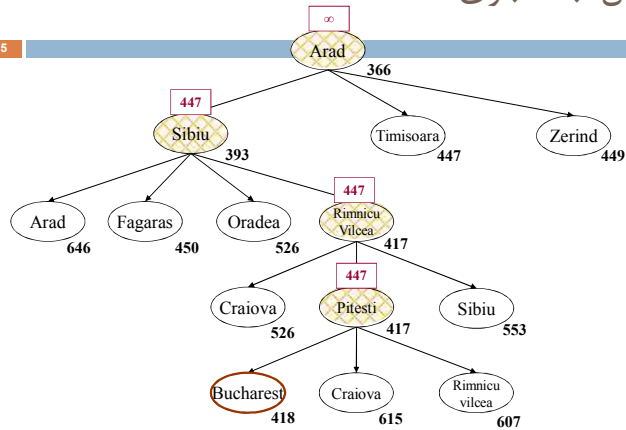 ∞
5
Arad
366
447
Sibiu
393
Timisoara
447
Zerind
449
447
Arad
646
Fagaras
450
Oradea
526
Rimnicu
Vilcea
417
447
Craiova
526
Pitesti
417
Sibiu
553
Bucharest
418
Craiova
615
Rimnicu
vilcea
607